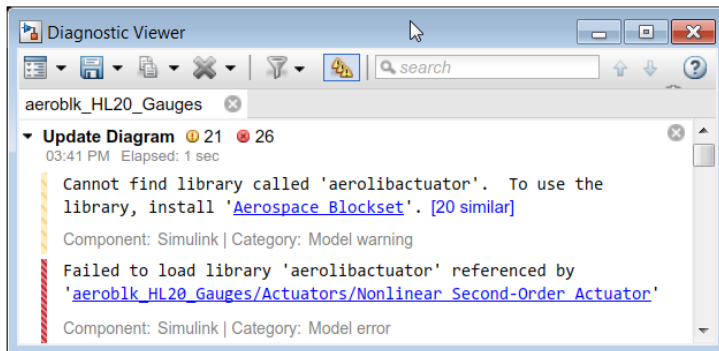 Diagnostic Viewer
search
aeroblk_HL20_Gauges
Update Diagram 21 26
03:41 PM Elapsed: 1 sec
Cannot find library called 'aerolibactuator'. To use the
library, install 'Aerospace Blockset'. [20 similar]
Component: Simulink | Category: Model warning
Failed to load library 'aerolibactuator' referenced by
'aeroblk_HL20_Gauges/Actuators/Nonlinear Second-Order Actuator'
Component: Simulink | Category: Model error